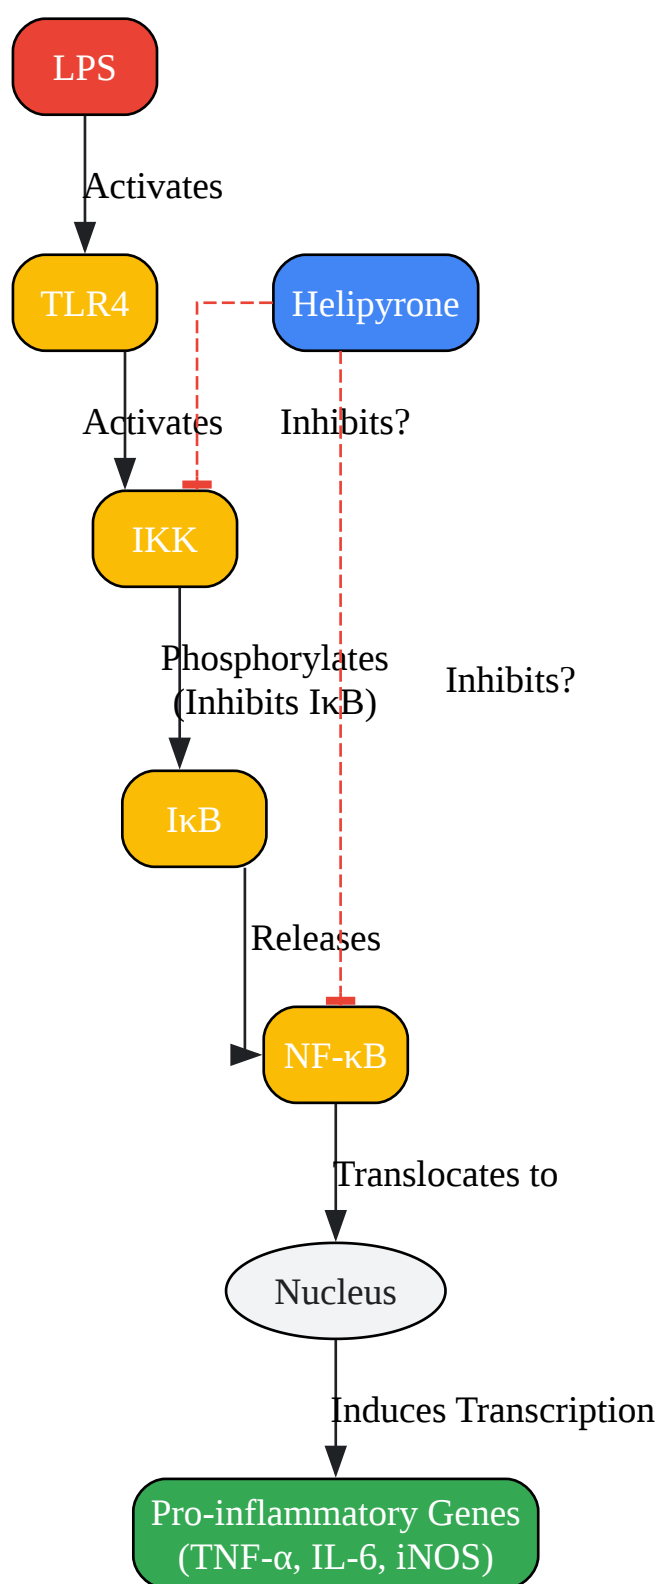 LPS
Activates
TLR4
Helipyrone
Activates
Inhibits?
IKK
Phosphorylates
(Inhibits IκB)
Inhibits?
IκB
Releases
NF-κB
Translocates to
Nucleus
Induces Transcription
Pro-inflammatory Genes
(TNF-α, IL-6, iNOS)